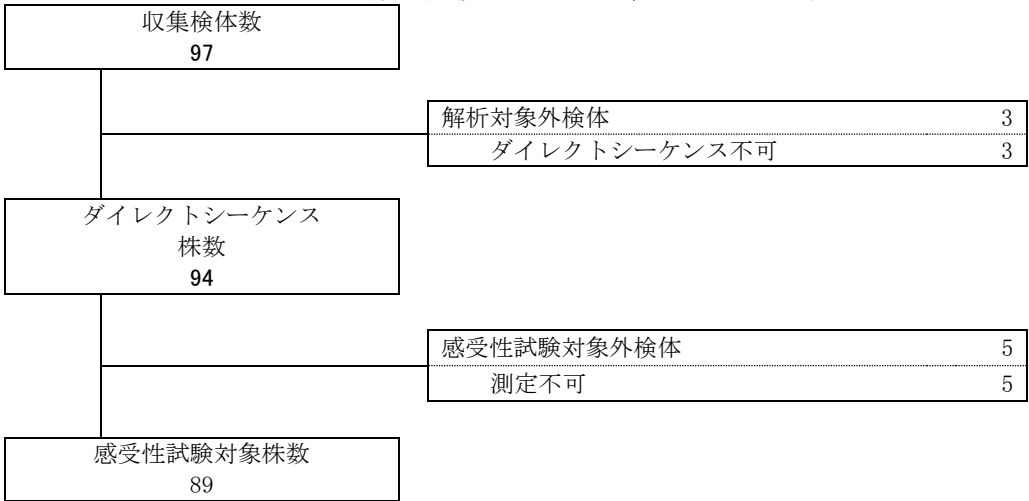 収集検体数
97
解析対象外検体 3
ダイレクトシーケンス不可 3
ダイレクトシーケンス
株数
94
感受性試験対象外検体 5
測定不可 5
感受性試験対象株数
89